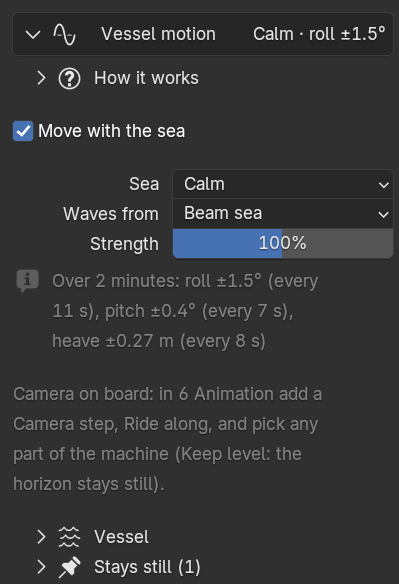 Vessel motion Calm · roll ±1.5°
How it works
Move with the sea
Sea Calm
Waves from Beam sea
Strength 100%
Over 2 minutes: roll ±1.5° (every
11 s), pitch ±0.4° (every 7 s),
heave ±0.27 m (every 8 s)
Camera on board: in 6 Animation add a
Camera step, Ride along, and pick any
part of the machine (Keep level: the
horizon stays still).
Vessel
Stays still (1)